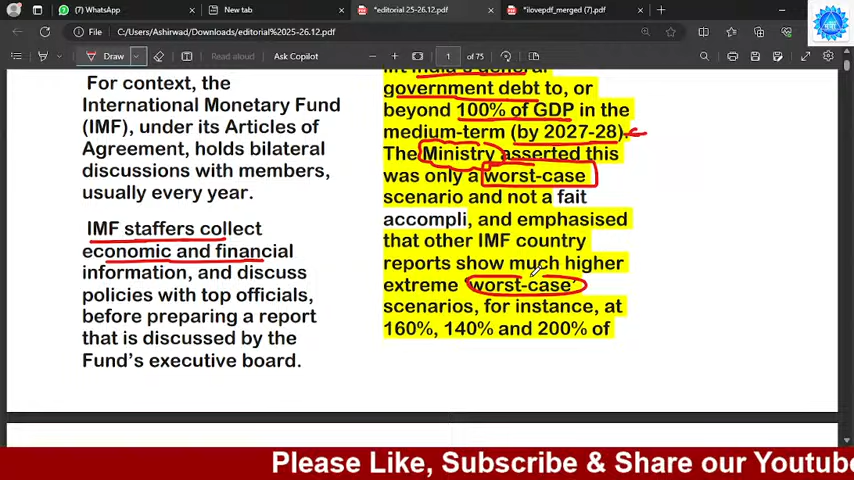 (7) WhatsApp
New tab
*editorial 25-26.12.pdf
*ilovepdf_merged (7).pdf
File
C:/Users/Ashirwad/Downloads/editorial%2025-26.12.pdf
Draw
Read aloud
Ask Copilot
1 of 75
For context, the
International Monetary Fund
(IMF), under its Articles of
Agreement, holds bilateral
discussions with members,
usually every year.
IMF staffers collect
economic and financial
information, and discuss
policies with top officials,
before preparing a report
that is discussed by the
Fund's executive board.
government debt to, or
beyond 100% of GDP in the
medium-term (by 2027-28).
The Ministry asserted this
was only a worst-case
scenario and not a fait
accompli, and emphasised
that other IMF country
reports show much higher
extreme 'worst-case'
scenarios, for instance, at
160%, 140% and 200% of
Please Like, Subscribe & Share our Youtube